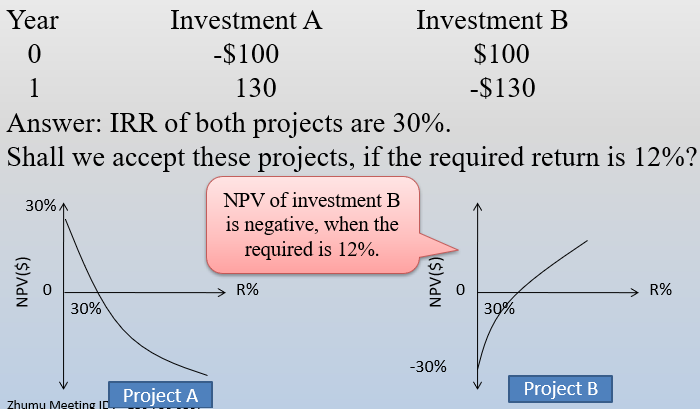 Year Investment A Investment B
0 -$100 $100
1 130 -$130
Answer: IRR of both projects are 30%.
Shall we accept these projects, if the required return is 12%?
NPV of investment B
is negative, when the
required is 12%.
30%
NPV($)
0
30%
R%
Project A
NPV($)
0
30%
R%
-30%
Project B
Zhumu Meeting ID